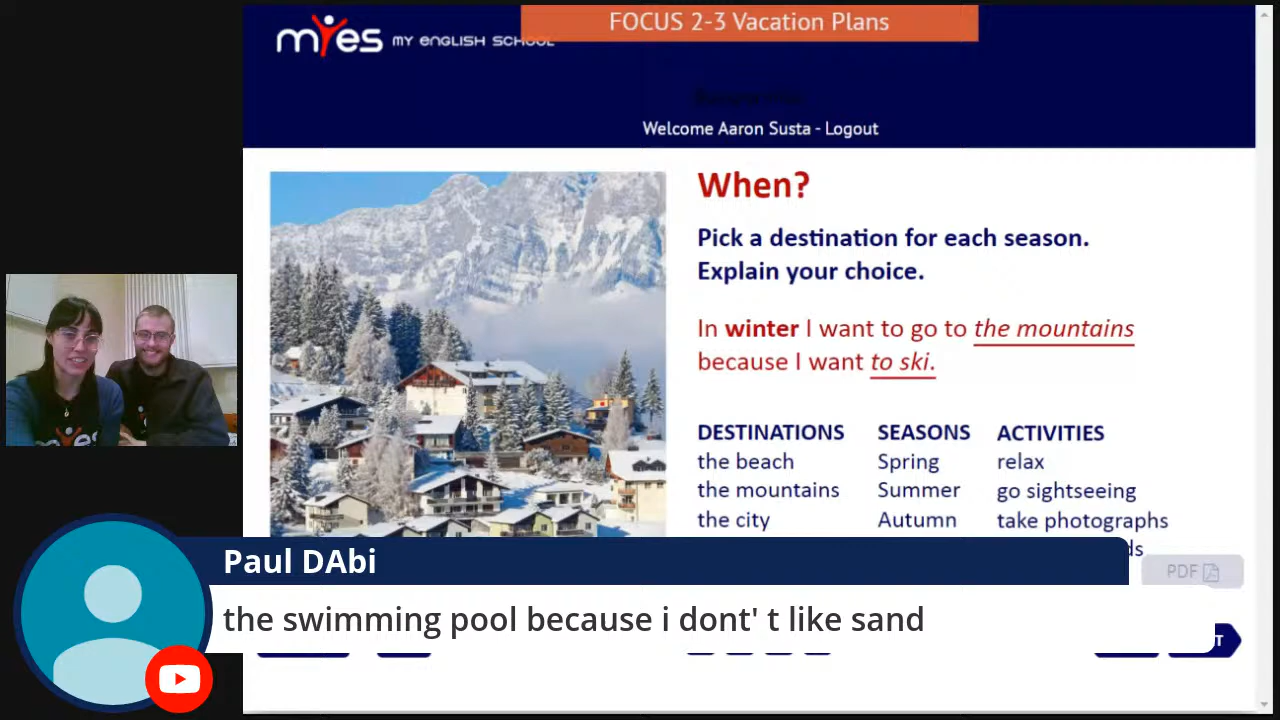 FOCUS 2-3 Vacation Plans
myes MY ENGLISH SCHOOL
Welcome Aaron Susta - Logout
When?
Pick a destination for each season.
Explain your choice.
In winter I want to go to the mountains
because I want to ski.
DESTINATIONS SEASONS ACTIVITIES
the beach Spring relax
the mountains Summer go sightseeing
the city Autumn take photographs
PDF
Paul DAbi
the swimming pool because i dont' t like sand